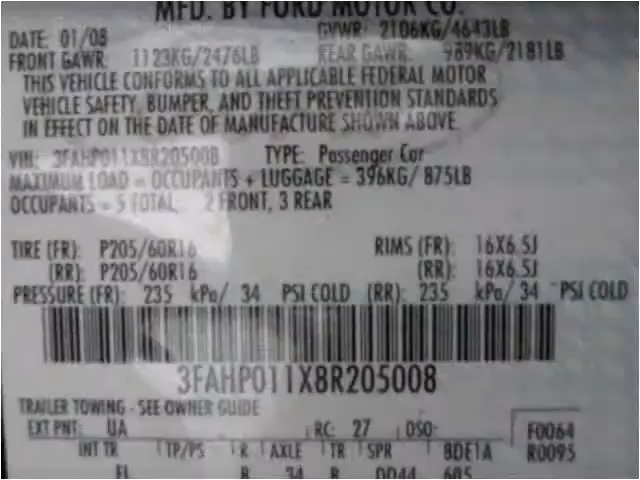 MFD. BY FORD MOTOR CO.
DATE: 01/08 GVWR: 2106KG/4643LB
FRONT GAWR: 1123KG/2476LB REAR GAWR: 989KG/2181LB
THIS VEHICLE CONFORMS TO ALL APPLICABLE FEDERAL MOTOR
VEHICLE SAFETY, BUMPER, AND THEFT PREVENTION STANDARDS
IN EFFECT ON THE DATE OF MANUFACTURE SHOWN ABOVE.
VIN: 3FAHP011X8R205008 TYPE: Passenger Car
MAXIMUM LOAD = OCCUPANTS + LUGGAGE = 396KG/ 875LB
OCCUPANTS = 5 TOTAL, 2 FRONT, 3 REAR
TIRE (FR): P205/60R16 RIMS (FR): 16X6.5J
(RR): P205/60R16 (RR): 16X6.5J
PRESSURE (FR): 235 kPa/ 34 PSI COLD (RR): 235 kPa/ 34 PSI COLD
3FAHP011X8R205008
TRAILER TOWING - SEE OWNER GUIDE
EXT PNT: UA RC: 27 DSO: F0064
INT TR TP/PS R AXLE TR SPR BDE1A R0095
EL B 34 R DD44 605